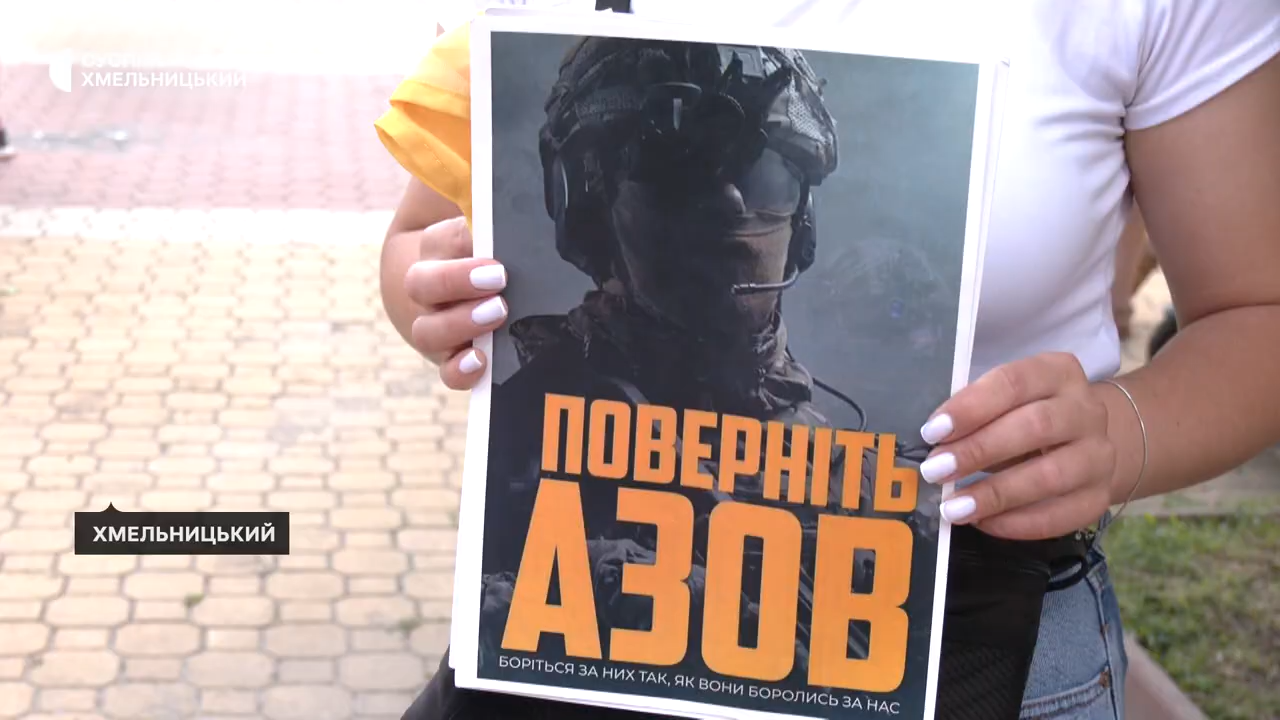 ХМЕЛЬНИЦЬКИЙ
ПОВЕРНІТЬ
АЗОВ
БОРІТЬСЯ ЗА НИХ ТАК, ЯК ВОНИ БОРОЛИСЬ ЗА НАС
ХМЕЛЬНИЦЬКИЙ